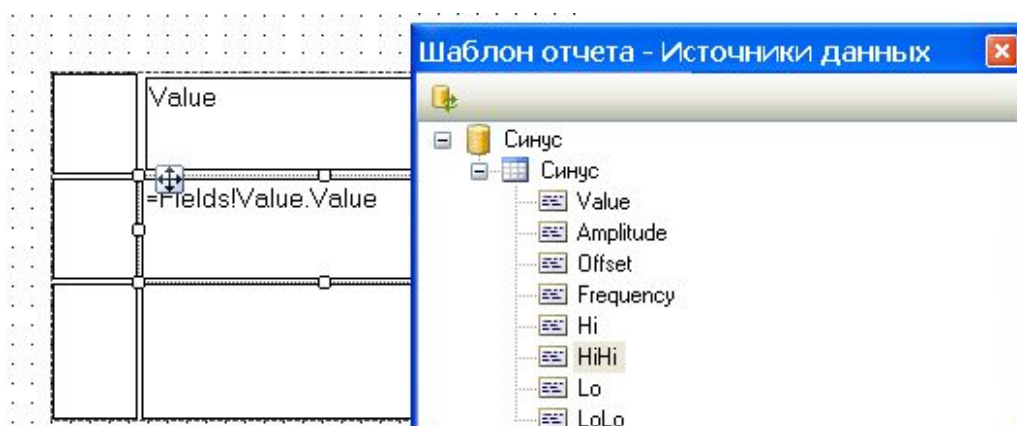 Value
=Fields!Value.Value
Шаблон отчета - Источники данных
Синус
Синус
Value
Amplitude
Offset
Frequency
Hi
HiHi
Lo
LoLo